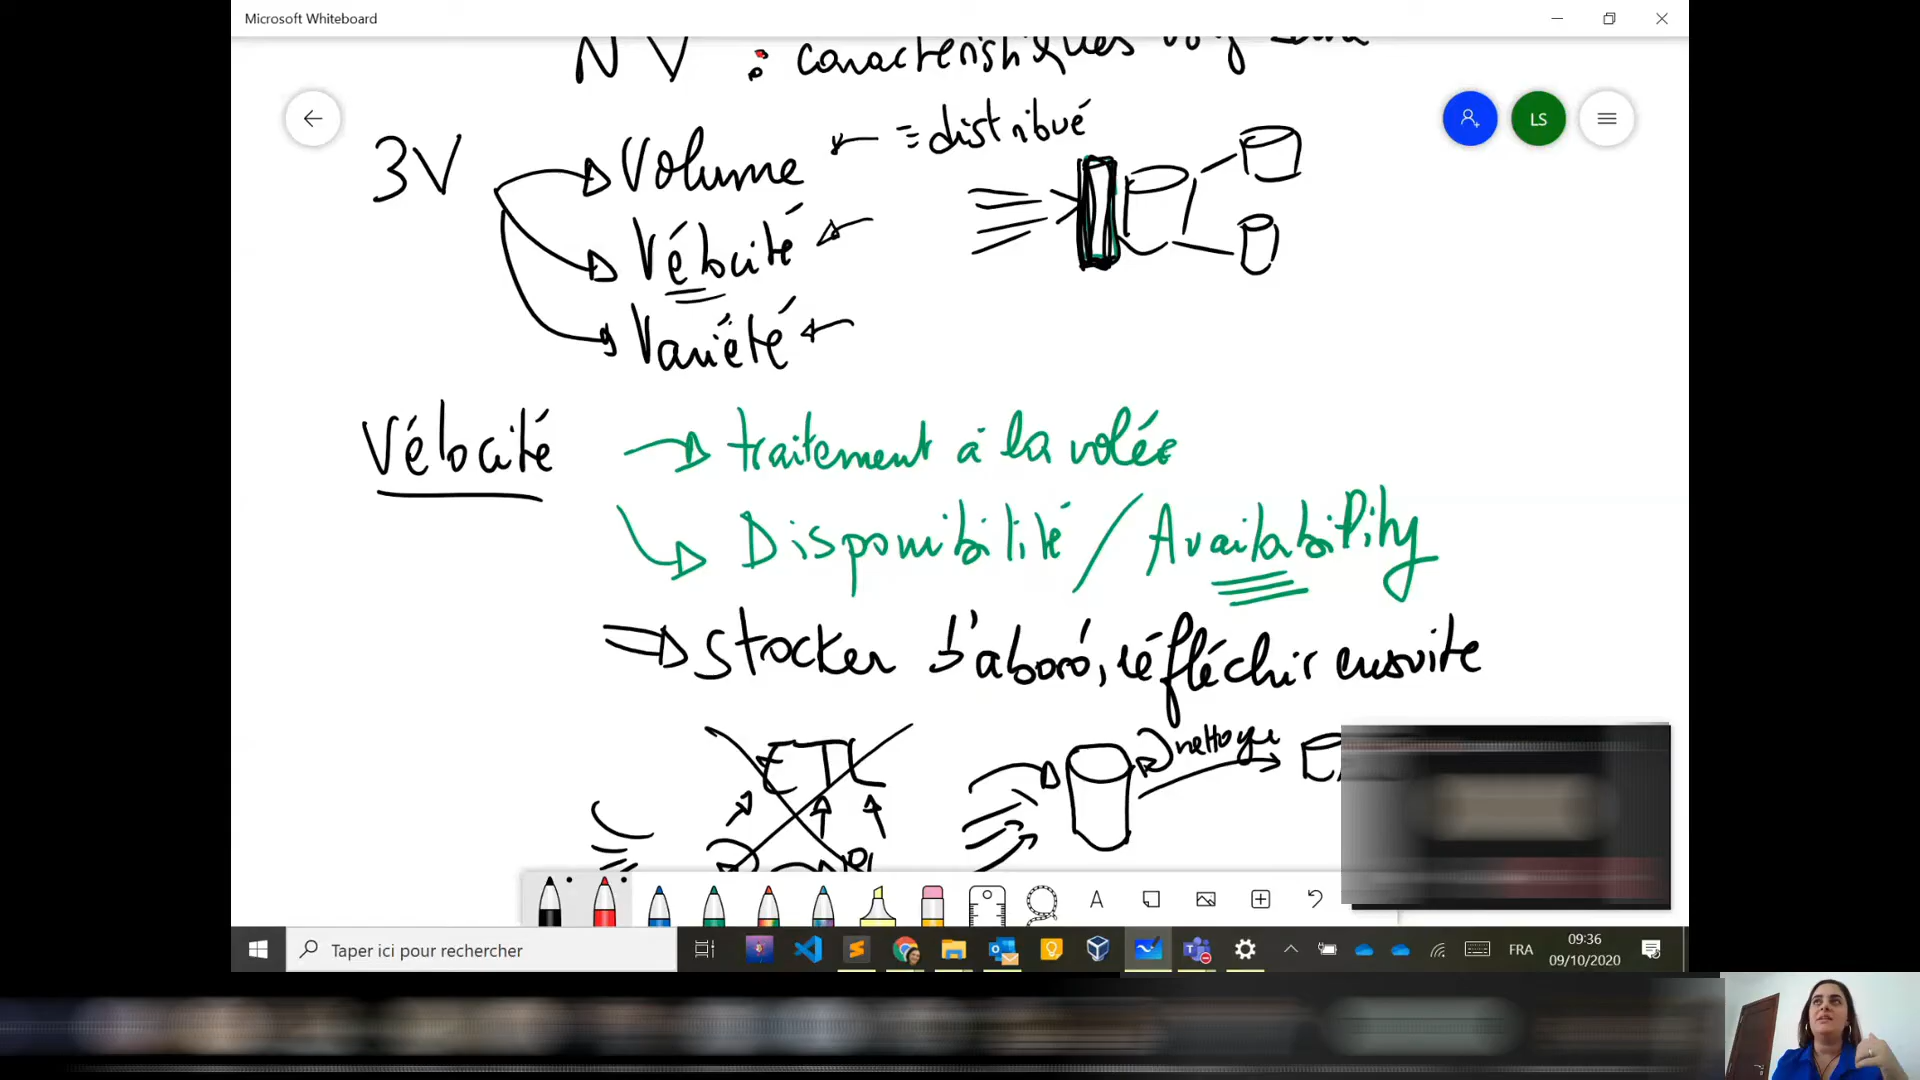 Microsoft Whiteboard
NV : caractéristiques
LS
3V
Volume
= distribué
Vélocité
Variété
Vélocité
traitement à la volée
Disponibilité / Availability
Stocker d'abord, réfléchir ensuite
nettoyer
A
Taper ici pour rechercher
FRA
09:36
09/10/2020